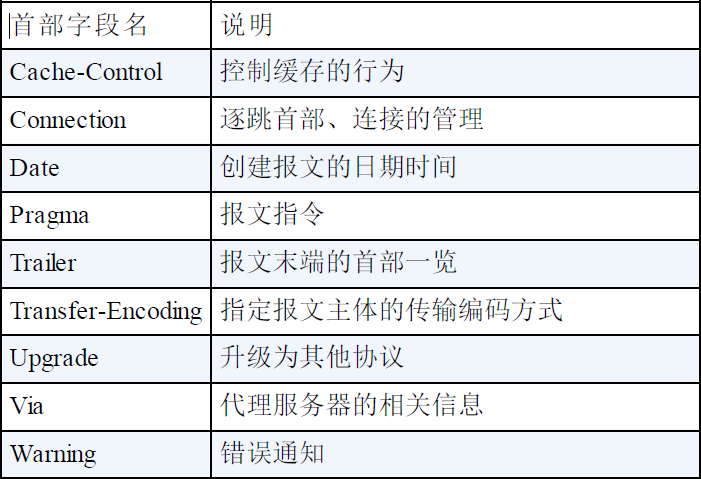 首部字段名 说明
Cache-Control 控制缓存的行为
Connection 逐跳首部、连接的管理
Date 创建报文的日期时间
Pragma 报文指令
Trailer 报文末端的首部一览
Transfer-Encoding 指定报文主体的传输编码方式
Upgrade 升级为其他协议
Via 代理服务器的相关信息
Warning 错误通知